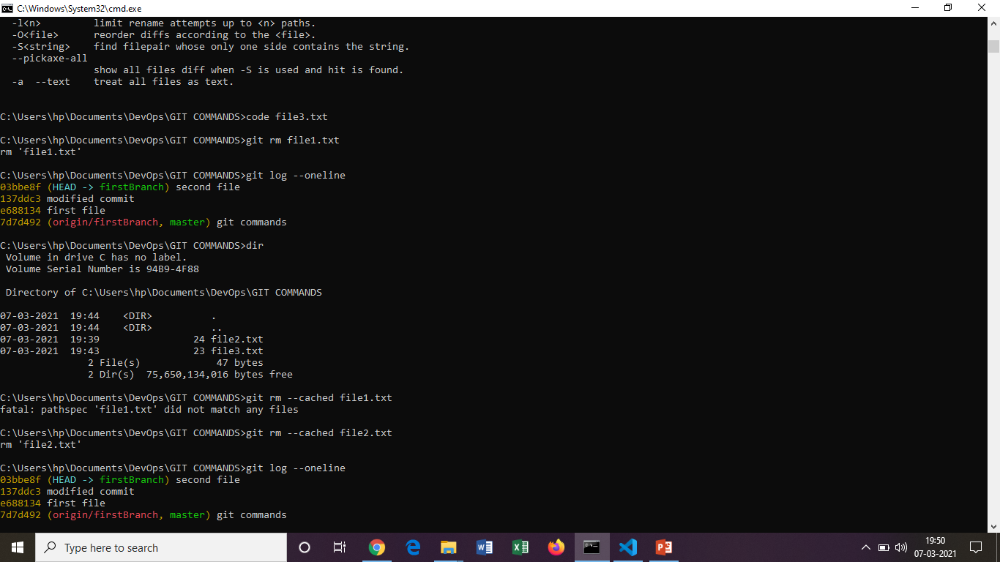 C:\Windows\System32\cmd.exe
-l<n>         limit rename attempts up to <n> paths.
-O<file>      reorder diffs according to the <file>.
-S<string>    find filepair whose only one side contains the string.
--pickaxe-all
show all files diff when -S is used and hit is found.
-a  --text    treat all files as text.
C:\Users\hp\Documents\DevOps\GIT COMMANDS>code file3.txt
C:\Users\hp\Documents\DevOps\GIT COMMANDS>git rm file1.txt
rm 'file1.txt'
C:\Users\hp\Documents\DevOps\GIT COMMANDS>git log --oneline
03bbe8f (HEAD -> firstBranch) second file
137ddc3 modified commit
e688134 first file
7d7d492 (origin/firstBranch, master) git commands
C:\Users\hp\Documents\DevOps\GIT COMMANDS>dir
Volume in drive C has no label.
Volume Serial Number is 94B9-4F88
Directory of C:\Users\hp\Documents\DevOps\GIT COMMANDS
07-03-2021  19:44    <DIR>          .
07-03-2021  19:44    <DIR>          ..
07-03-2021  19:39                24 file2.txt
07-03-2021  19:43                23 file3.txt
2 File(s)             47 bytes
2 Dir(s)  75,650,134,016 bytes free
C:\Users\hp\Documents\DevOps\GIT COMMANDS>git rm --cached file1.txt
fatal: pathspec 'file1.txt' did not match any files
C:\Users\hp\Documents\DevOps\GIT COMMANDS>git rm --cached file2.txt
rm 'file2.txt'
C:\Users\hp\Documents\DevOps\GIT COMMANDS>git log --oneline
03bbe8f (HEAD -> firstBranch) second file
137ddc3 modified commit
e688134 first file
7d7d492 (origin/firstBranch, master) git commands
Type here to search
19:50
07-03-2021